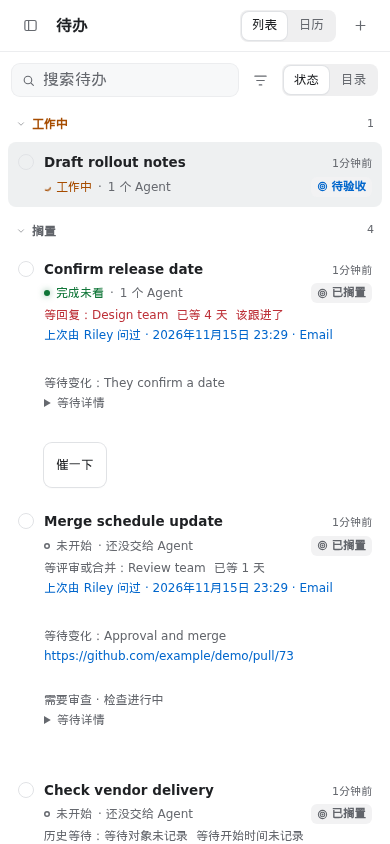 待办
列表 日历
搜索待办
状态 目录
工作中 1
Draft rollout notes 1分钟前
工作中 · 1 个 Agent 待验收
搁置 4
Confirm release date 1分钟前
完成未看 · 1 个 Agent 已搁置
等回复：Design team 已等 4 天 该跟进了
上次由 Riley 问过 · 2026年11月15日 23:29 · Email
等待变化：They confirm a date
等待详情
催一下
Merge schedule update 1分钟前
未开始 · 还没交给 Agent 已搁置
等评审或合并：Review team 已等 1 天
上次由 Riley 问过 · 2026年11月15日 23:29 · Email
等待变化：Approval and merge
https://github.com/example/demo/pull/73
需要审查 · 检查进行中
等待详情
Check vendor delivery 1分钟前
未开始 · 还没交给 Agent 已搁置
历史等待：等待对象未记录 等待开始时间未记录